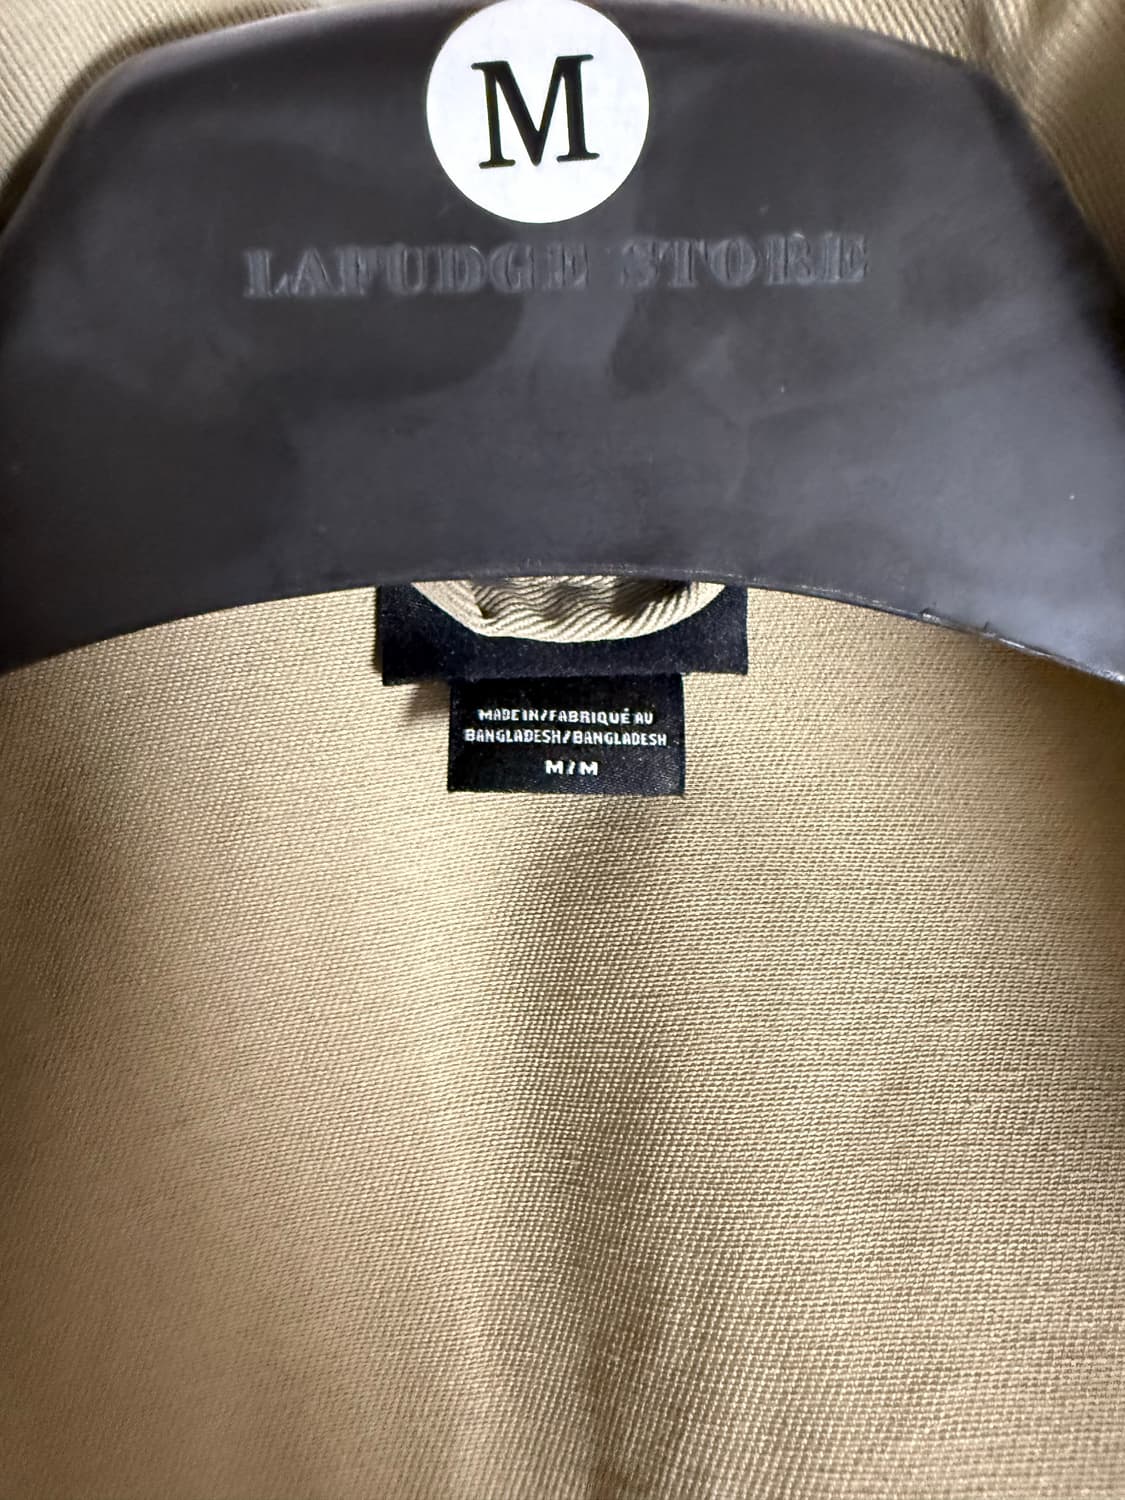 M
LAFUDGE STORE
MADE IN/FABRIQUÉ AU
BANGLADESH/BANGLADESH
M/M